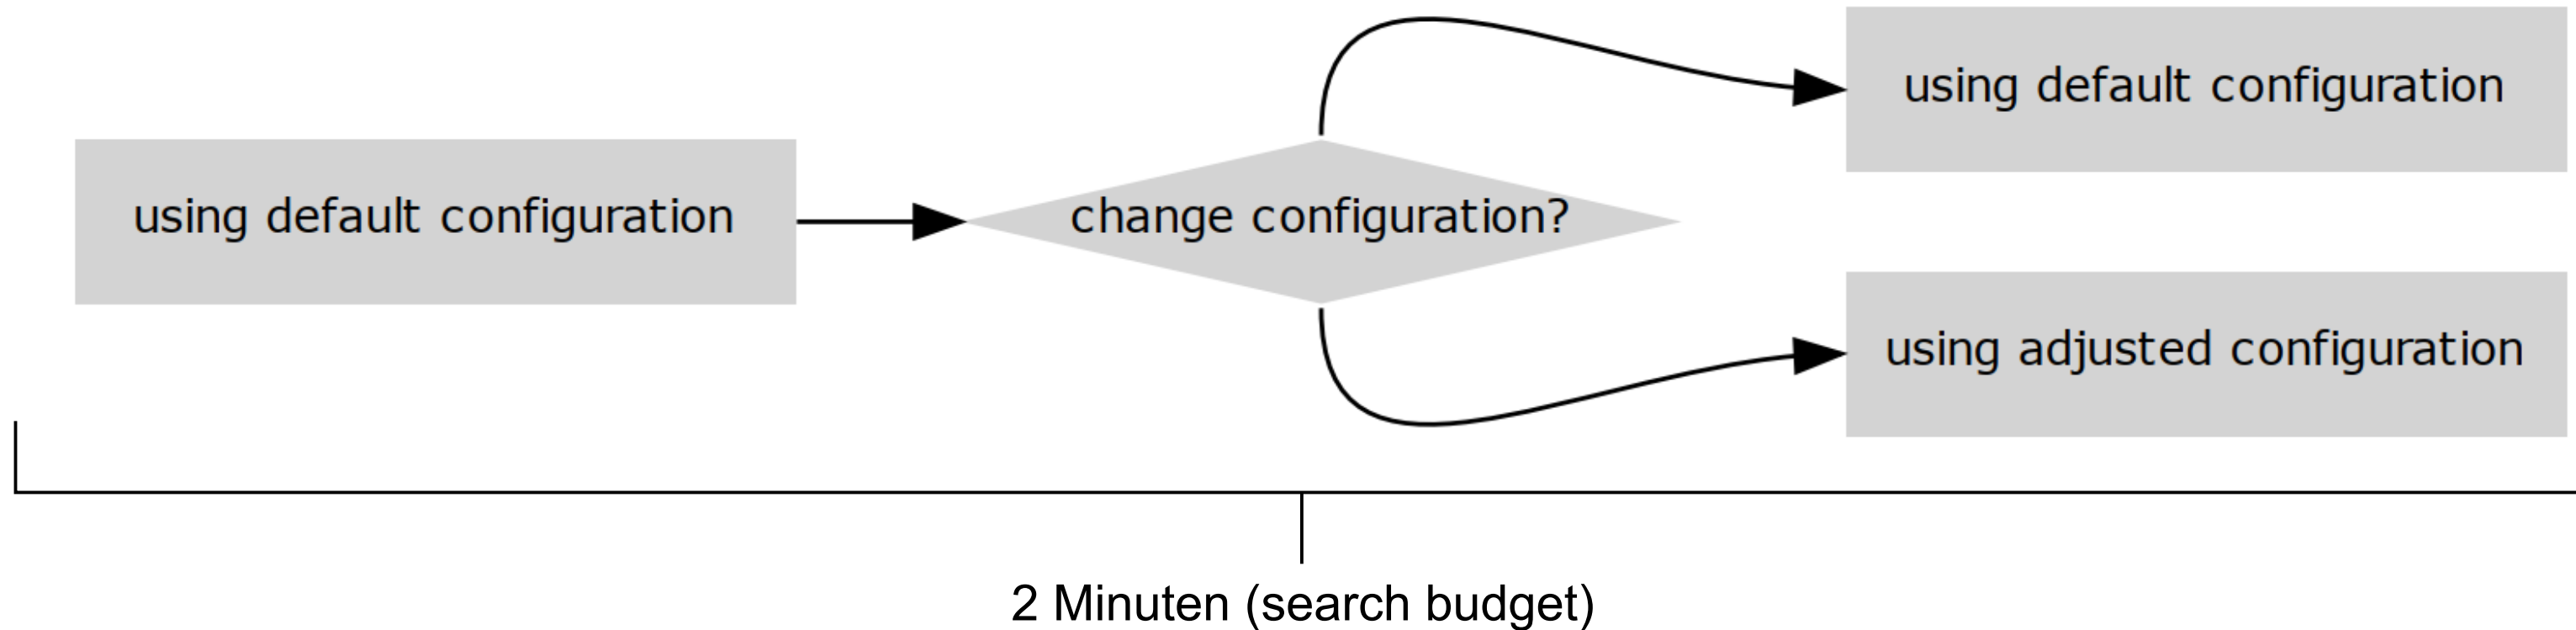 using default configuration
using default configuration
change configuration?
using adjusted configuration
2 Minuten (search budget)